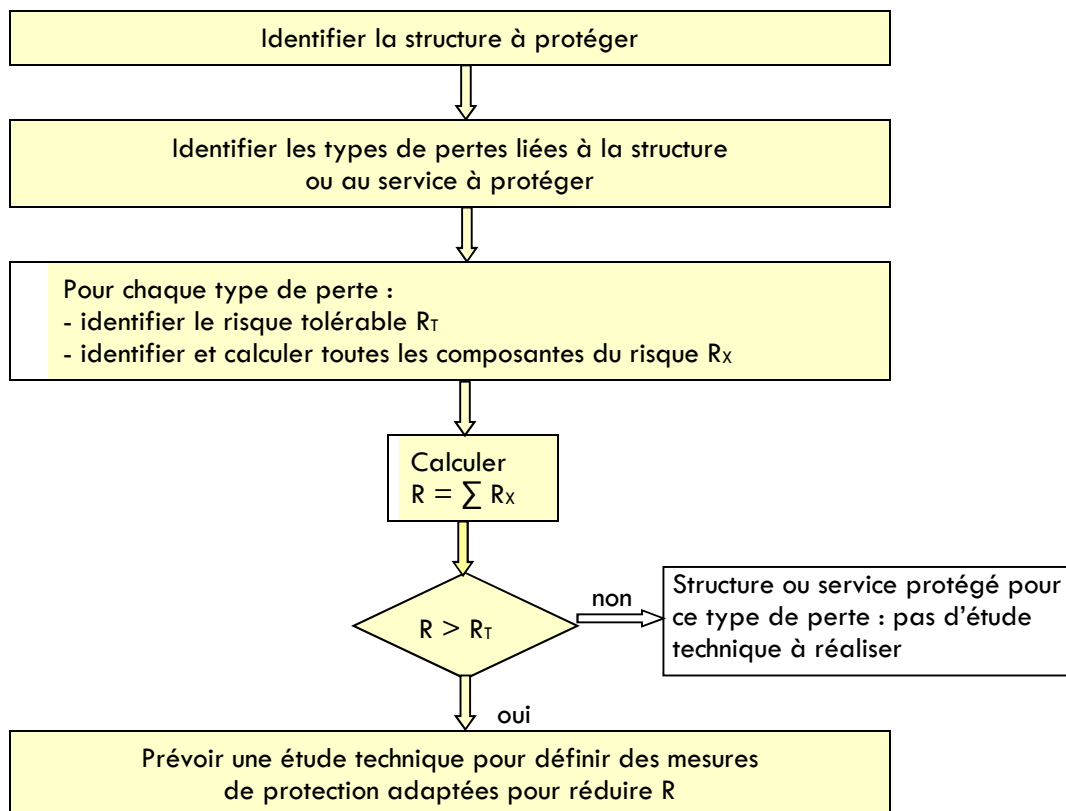 Identifier la structure à protéger
Identifier les types de pertes liées à la structure
ou au service à protéger
Pour chaque type de perte :
- identifier le risque tolérable RT
- identifier et calculer toutes les composantes du risque RX
Calculer
R = ∑ RX
R > RT
non
Structure ou service protégé pour
ce type de perte : pas d’étude
technique à réaliser
oui
Prévoir une étude technique pour définir des mesures
de protection adaptées pour réduire R